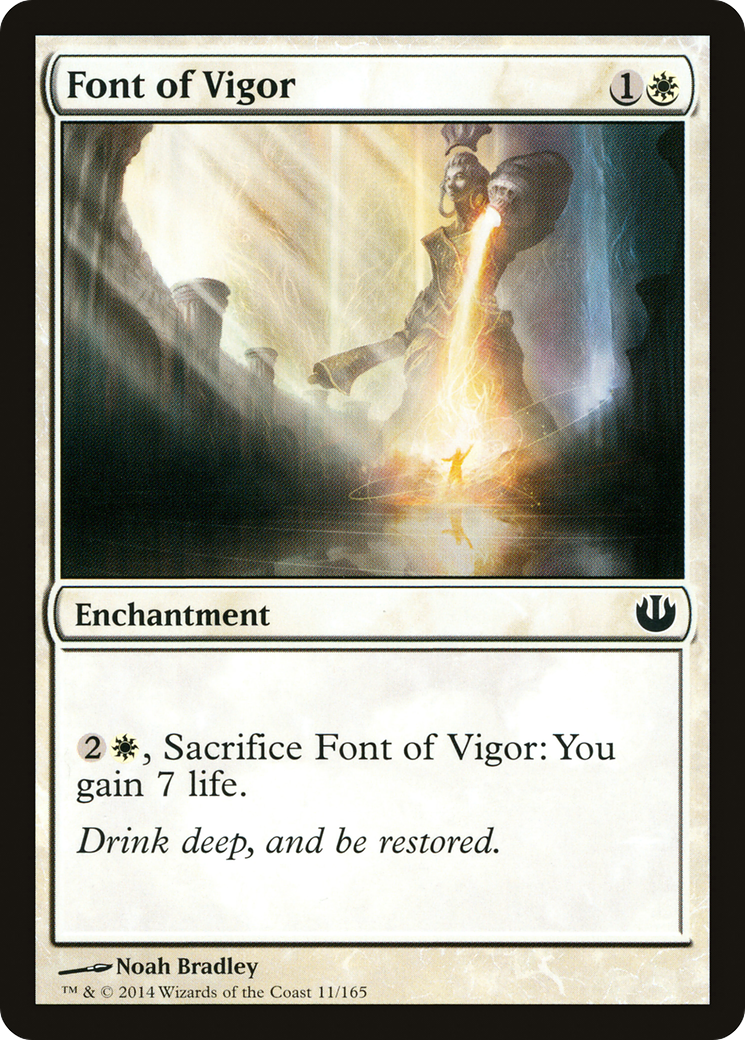 Font of Vigor 1
Enchantment
2, Sacrifice Font of Vigor: You
gain 7 life.
Drink deep, and be restored.
Noah Bradley
™ & © 2014 Wizards of the Coast 11/165